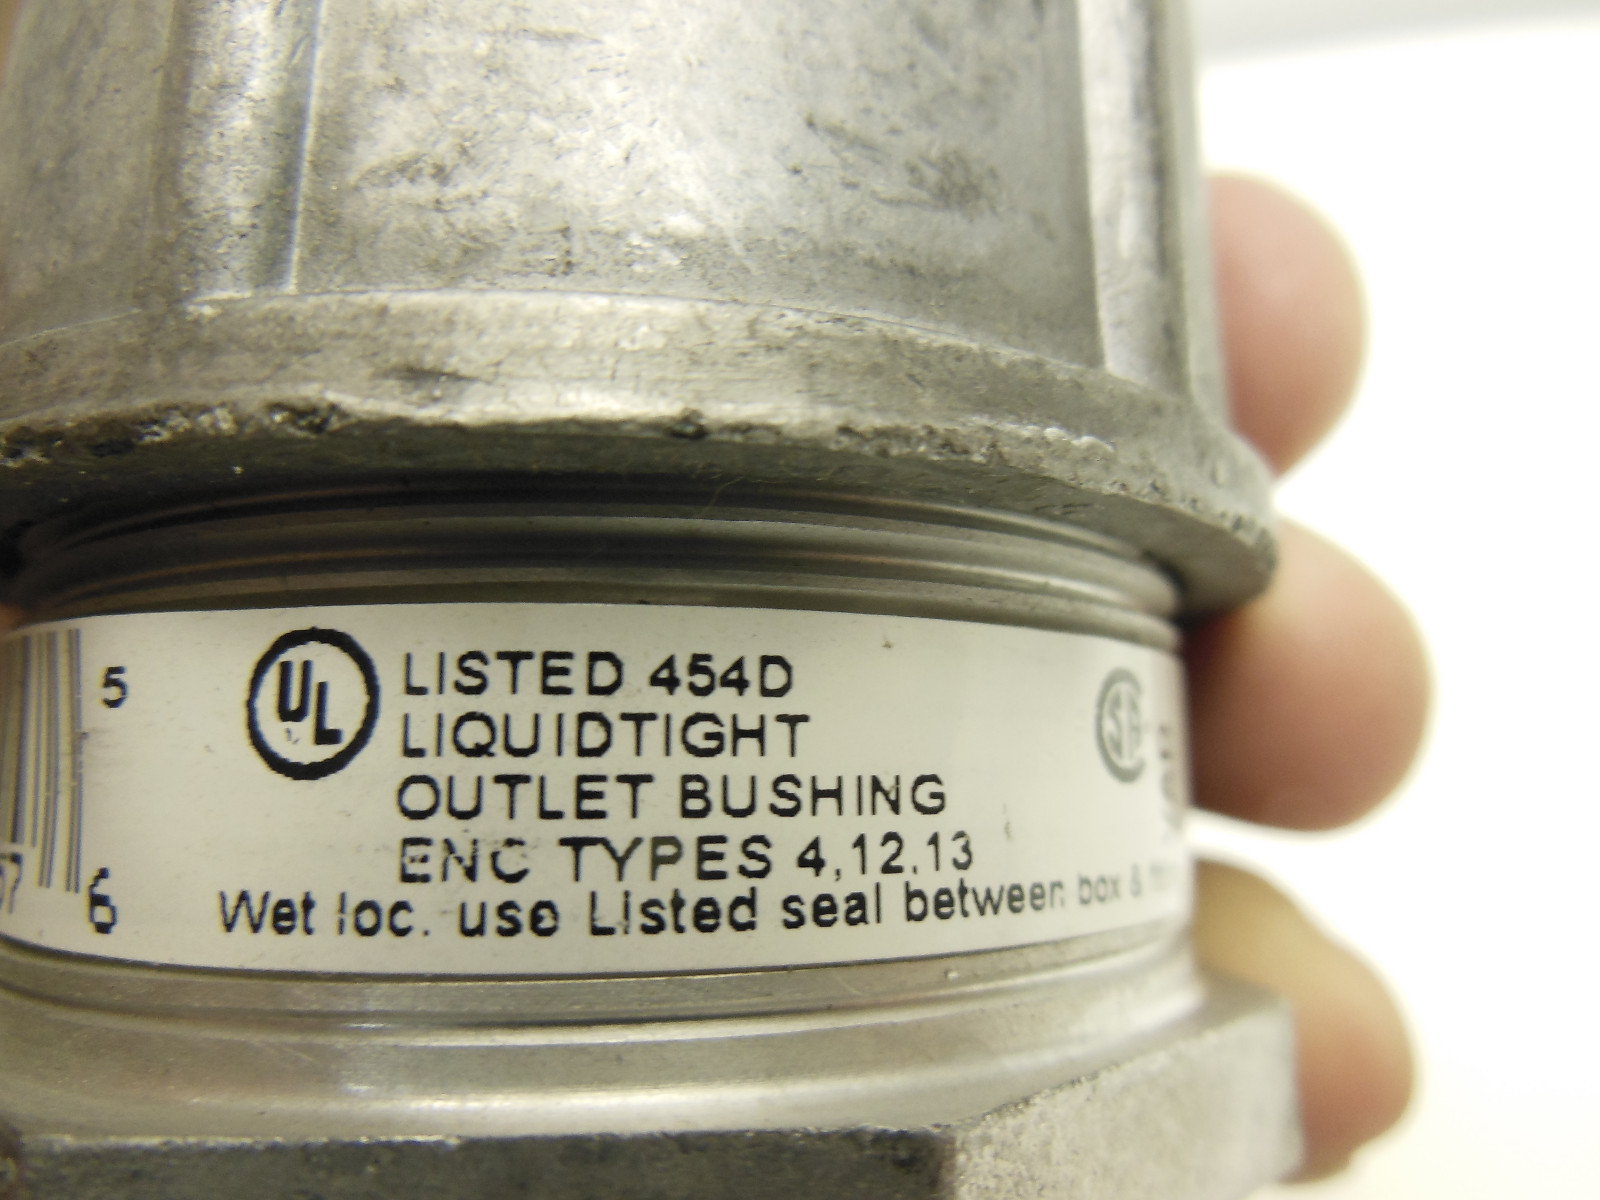 5
UL
LISTED 454D
LIQUIDTIGHT
OUTLET BUSHING
ENC TYPES 4,12,13
Wet loc. use Listed seal between box &
6
SA